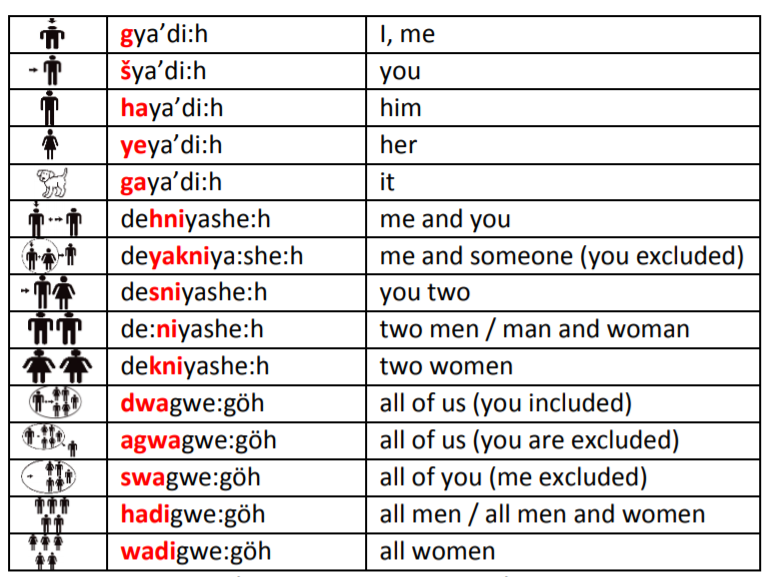 gya’di:h I, me
šya’di:h you
haya’di:h him
yeya’di:h her
gaya’di:h it
dehniyashe:h me and you
deyakniya:she:h me and someone (you excluded)
desniyashe:h you two
de:niyashe:h two men / man and woman
dekniyashe:h two women
dwagwe:göh all of us (you included)
agwagwe:göh all of us (you are excluded)
swagwe:göh all of you (me excluded)
hadigwe:göh all men / all men and women
wadigwe:göh all women